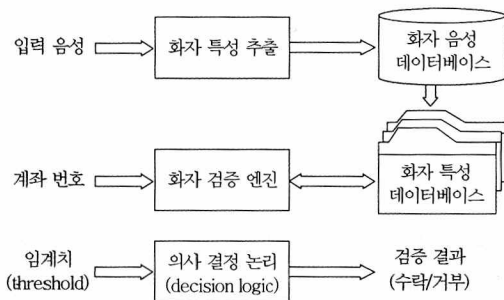 입력 음성
화자 특성 추출
화자 음성
데이터베이스
계좌 번호
화자 검증 엔진
화자 특성
데이터베이스
임계치
(threshold)
의사 결정 논리
(decision logic)
검증 결과
(수락/거부)